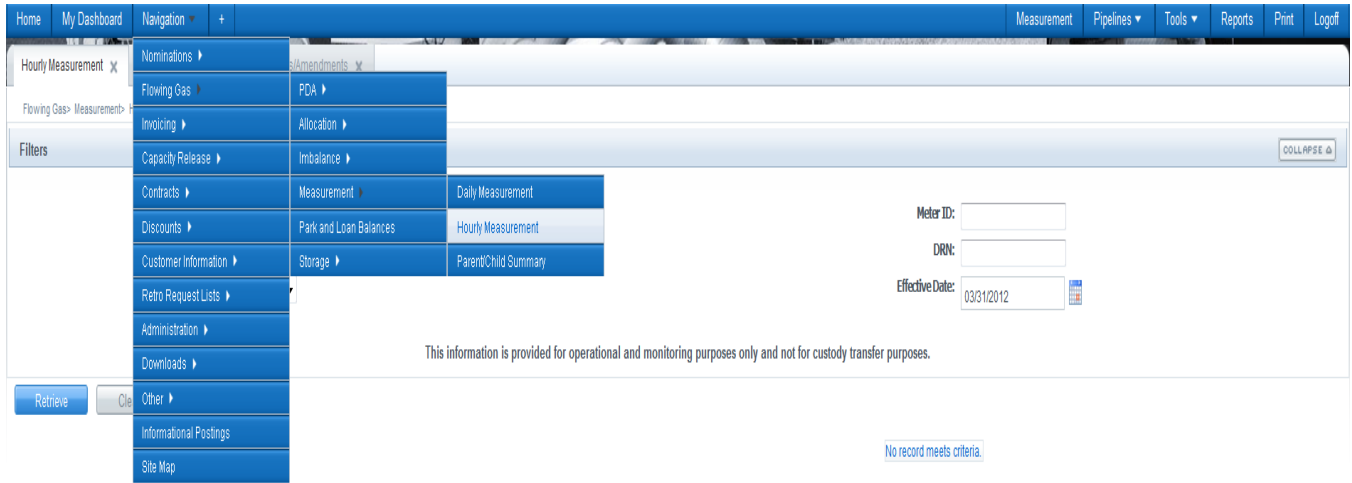 Home My Dashboard Navigation + Measurement Pipelines Tools Reports Print Logoff
Hourly Measurement x s/Amendments x
Nominations
Flowing Gas> Measurement> H
Flowing Gas PDA
Invoicing Allocation
Filters COLLAPSE
Capacity Release Imbalance
Contracts Measurement Daily Measurement
Meter ID:
Discounts Park and Loan Balances Hourly Measurement
DRN:
Customer Information Storage Parent/Child Summary
Effective Date: 03/31/2012
Retro Request Lists
Administration
This information is provided for operational and monitoring purposes only and not for custody transfer purposes.
Downloads
Retrieve Cle
Other
Informational Postings
No record meets criteria.
Site Map